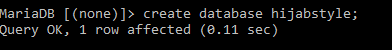 MariaDB [(none)]> create database hijabstyle;
Query OK, 1 row affected (0.11 sec)